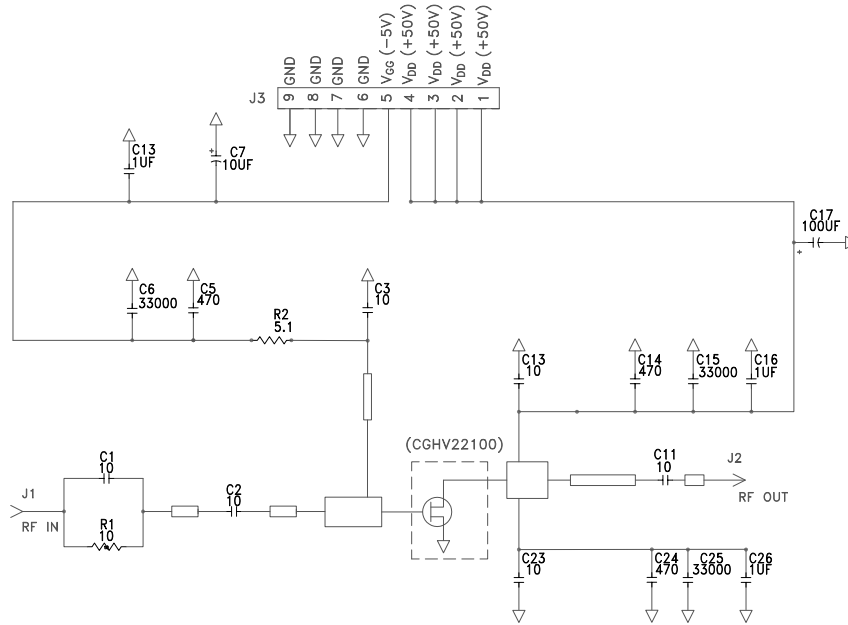 GND
GND
GND
GND
VGG (-5V)
VDD (+50V)
VDD (+50V)
VDD (+50V)
VDD (+50V)
J3
9
8
7
6
5
4
3
2
1
C13
1UF
+
C7
10UF
C17
100UF
+
C6
33000
C5
470
C3
10
R2
5.1
C13
10
C14
470
C15
33000
C16
1UF
(CGHV22100)
C1
10
J1
RF IN
R1
10
C2
10
C11
10
J2
RF OUT
C23
10
C24
470
C25
33000
C26
1UF